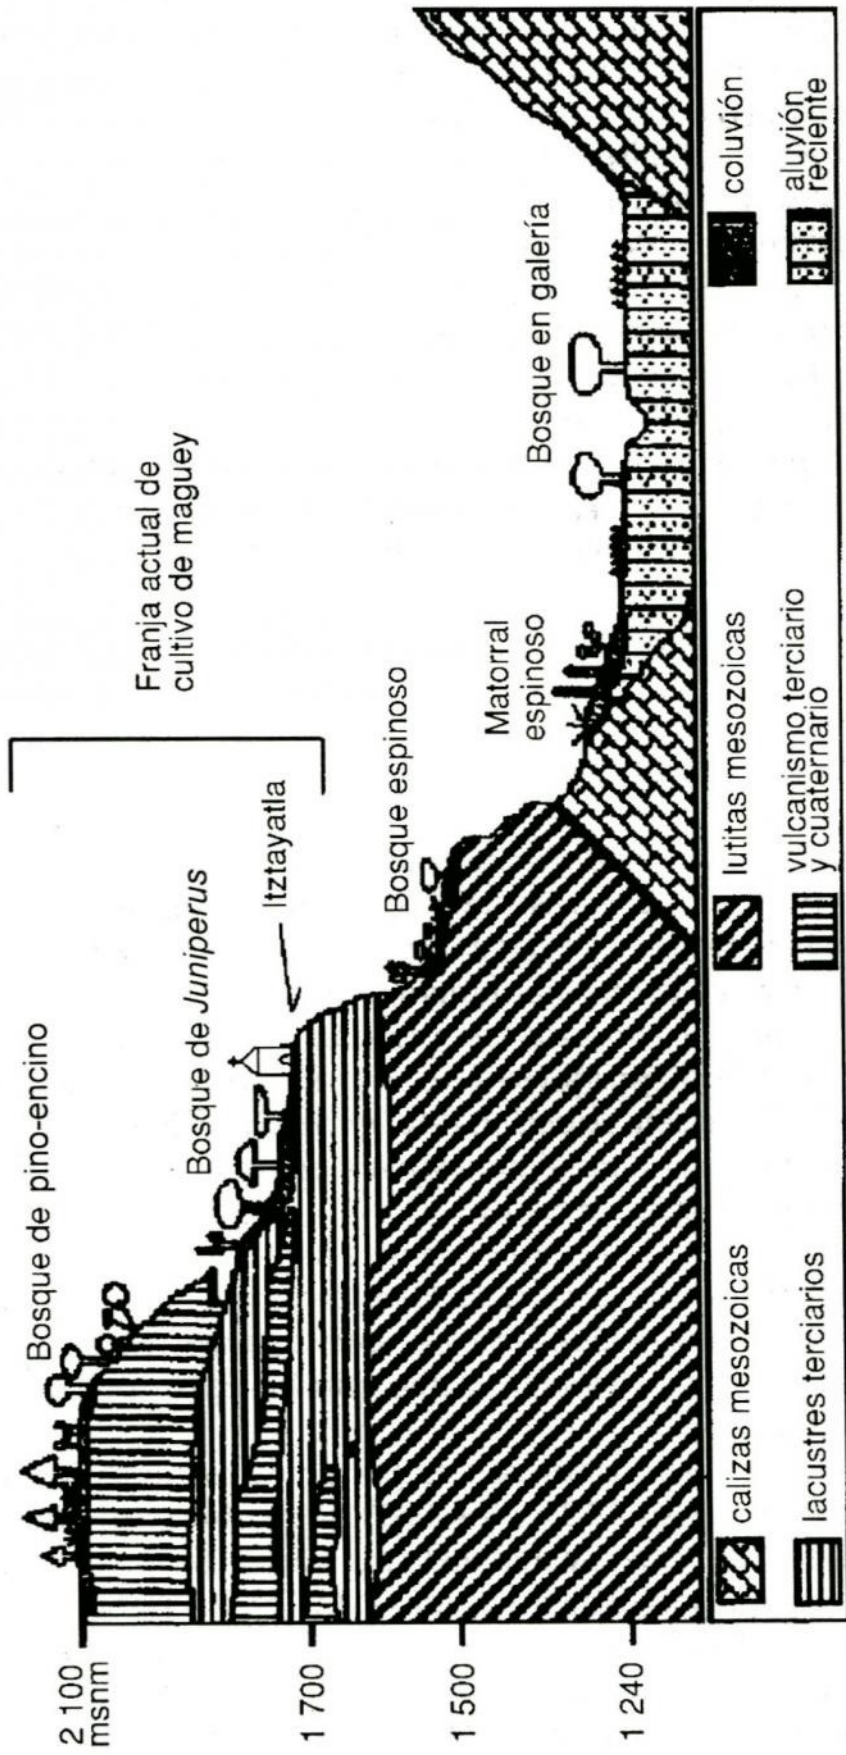 Bosque de pino-encino
Franja actual de
cultivo de maguey
Bosque de Juniperus
Itztayatla
Bosque espinoso
Matorral
espinoso
Bosque en galería
2 100
msnm
1 700
1 500
1 240
calizas mesozoicas
lutitas mesozoicas
coluvión
lacustres terciarios
vulcanismo terciario
y cuaternario
aluvión
reciente